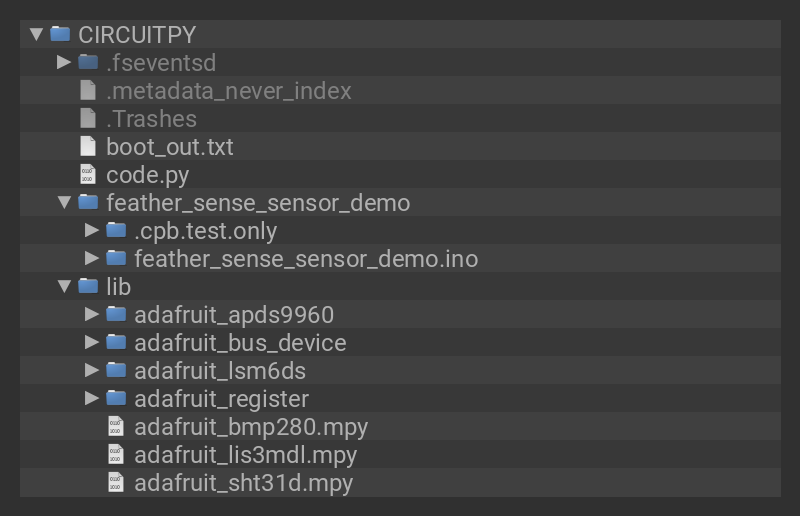 CIRCUITPY
.fseventsd
.metadata_never_index
.Trashes
boot_out.txt
code.py
feather_sense_sensor_demo
.cpb.test.only
feather_sense_sensor_demo.ino
lib
adafruit_apds9960
adafruit_bus_device
adafruit_lsm6ds
adafruit_register
adafruit_bmp280.mpy
adafruit_lis3mdl.mpy
adafruit_sht31d.mpy